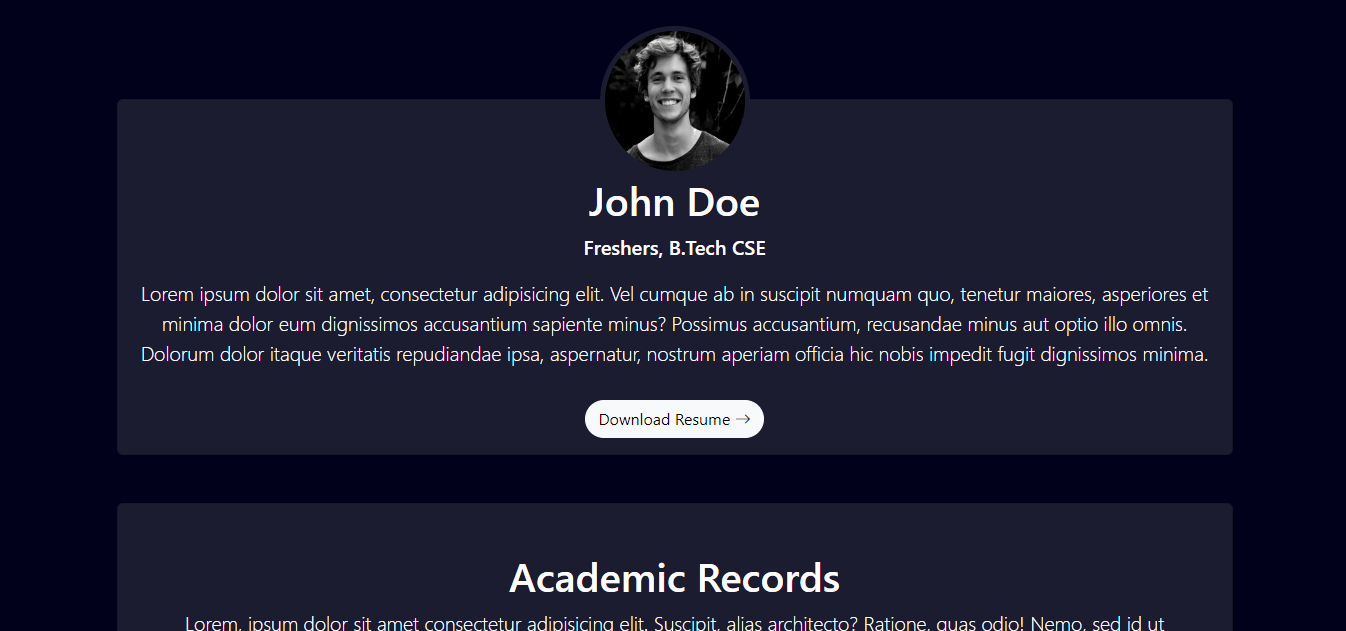 John Doe
Freshers, B.Tech CSE
Lorem ipsum dolor sit amet, consectetur adipisicing elit. Vel cumque ab in suscipit numquam quo, tenetur maiores, asperiores et
minima dolor eum dignissimos accusantium sapiente minus? Possimus accusantium, recusandae minus aut optio illo omnis.
Dolorum dolor itaque veritatis repudiandae ipsa, aspernatur, nostrum aperiam officia hic nobis impedit fugit dignissimos minima.
Download Resume →
Academic Records
Lorem, ipsum dolor sit amet consectetur adipisicing elit. Suscipit, alias architecto? Ratione, quas odio! Nemo, sed id ut